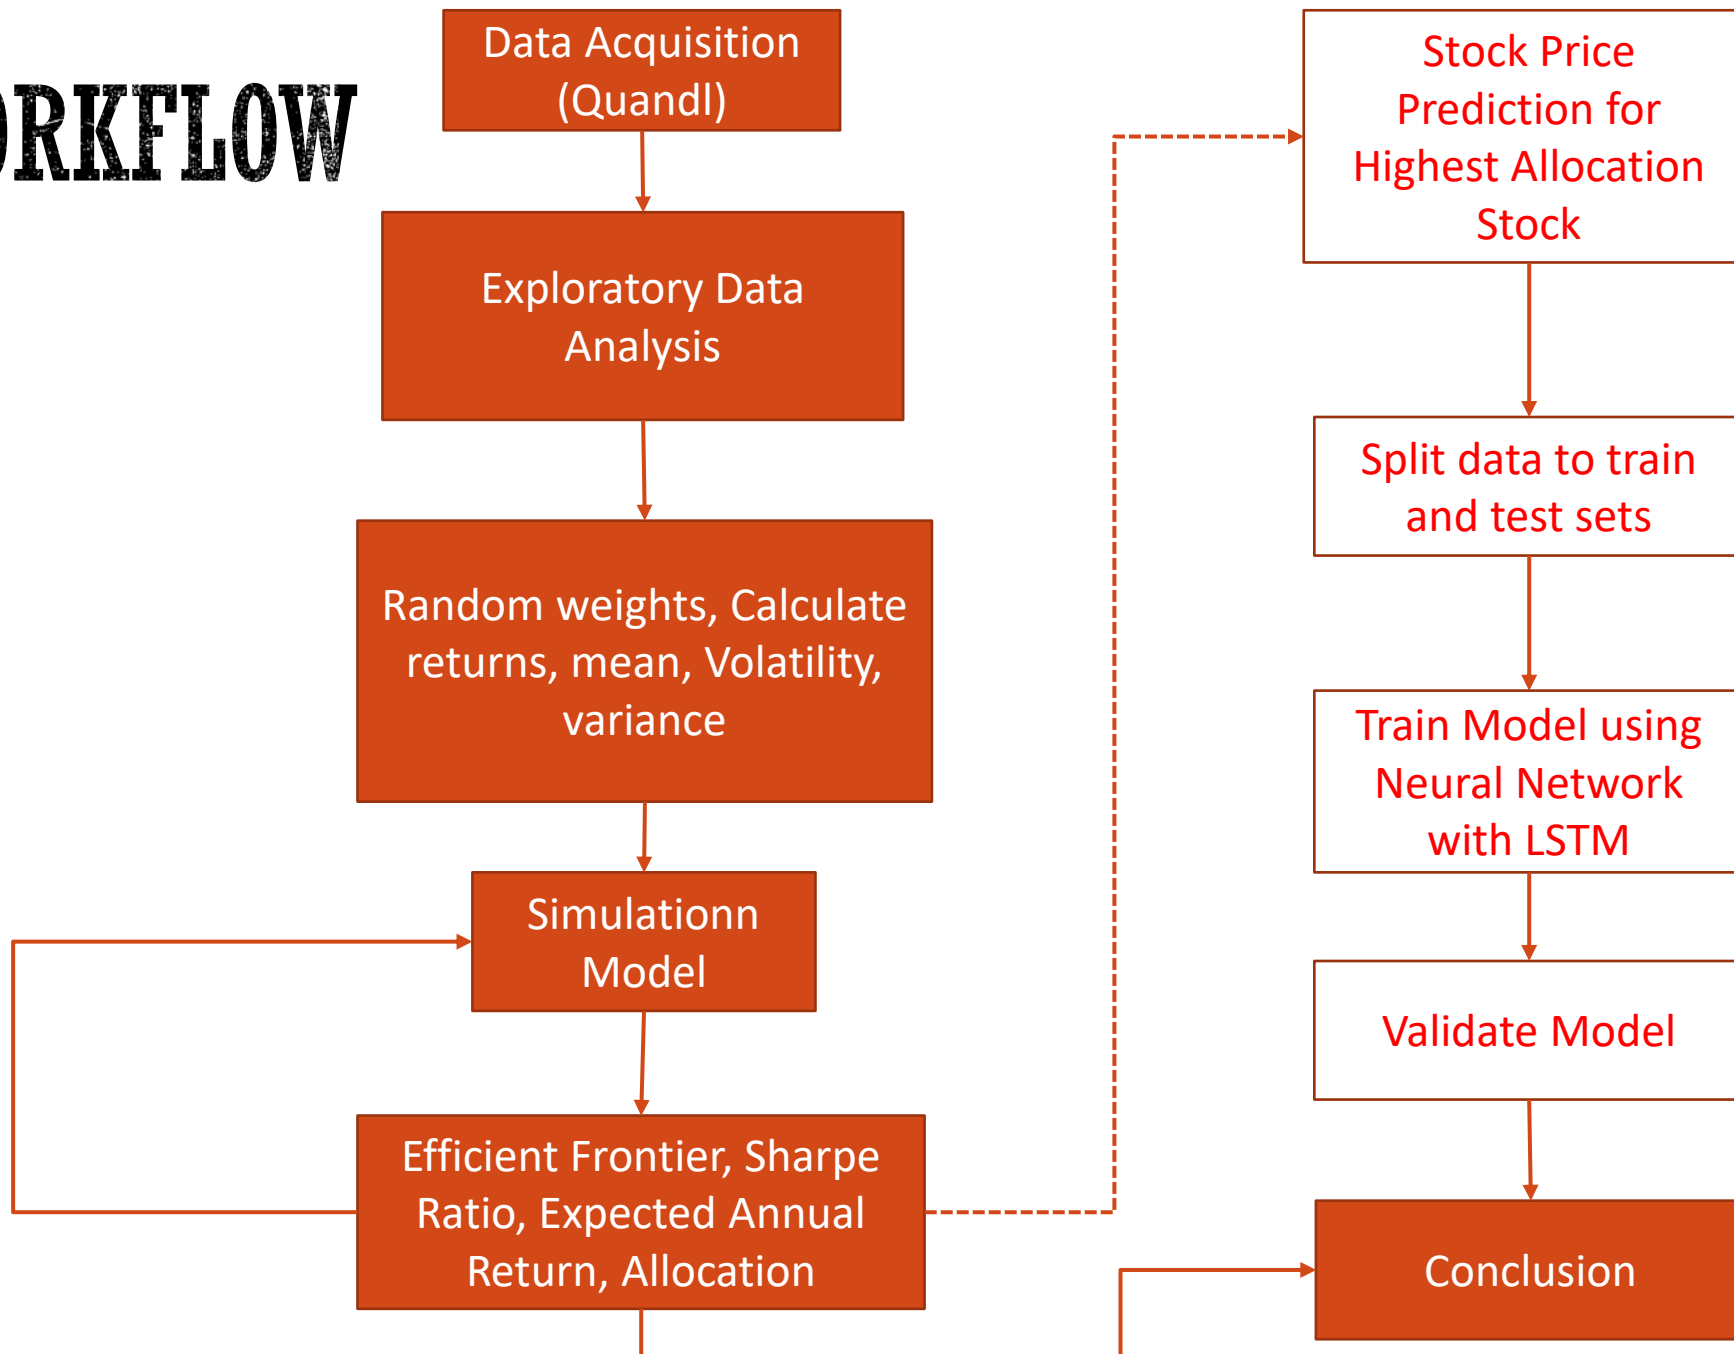 ORKFLOW
Data Acquisition
(Quandl)
Exploratory Data
Analysis
Random weights, Calculate
returns, mean, Volatility,
variance
Simulationn
Model
Efficient Frontier, Sharpe
Ratio, Expected Annual
Return, Allocation
Stock Price
Prediction for
Highest Allocation
Stock
Split data to train
and test sets
Train Model using
Neural Network
with LSTM
Validate Model
Conclusion